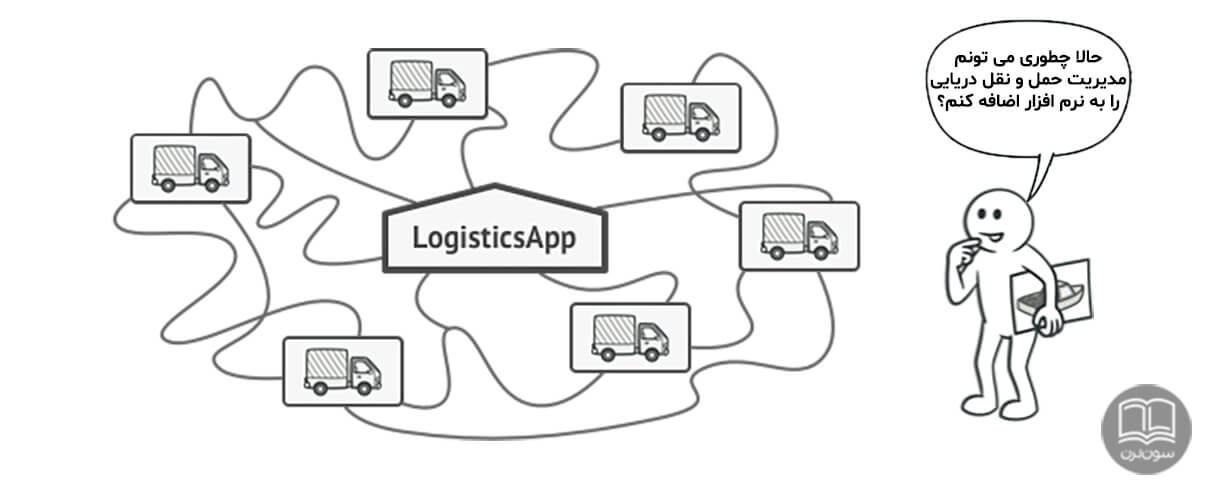 حالا چطوری می تونم
مدیریت حمل و نقل دریایی
را به نرم افزار اضافه کنم؟
LogisticsApp
سون‌لرن